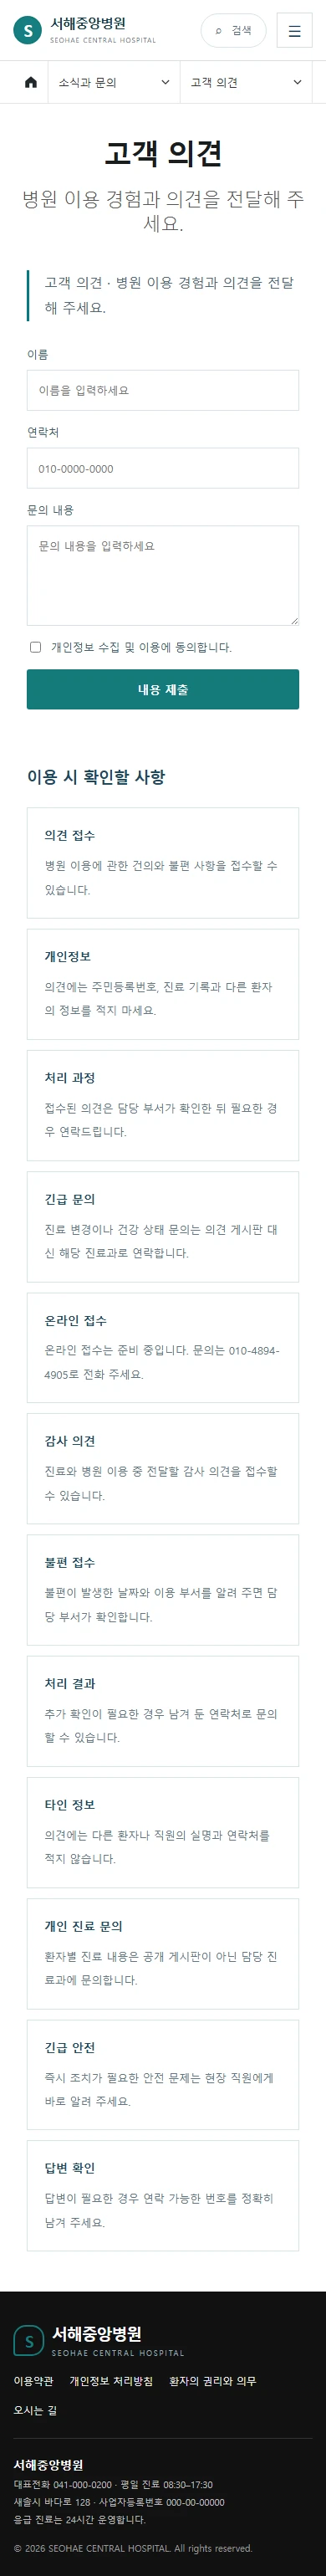 S 서해중앙병원
SEOHAE CENTRAL HOSPITAL
검색
소식과 문의
고객 의견
고객 의견
병원 이용 경험과 의견을 전달해 주
세요.
고객 의견 · 병원 이용 경험과 의견을 전달
해 주세요.
이름
이름을 입력하세요
연락처
010-0000-0000
문의 내용
문의 내용을 입력하세요
개인정보 수집 및 이용에 동의합니다.
내용 제출
이용 시 확인할 사항
의견 접수
병원 이용에 관한 건의와 불편 사항을 접수할 수
있습니다.
개인정보
의견에는 주민등록번호, 진료 기록과 다른 환자
의 정보를 적지 마세요.
처리 과정
접수된 의견은 담당 부서가 확인한 뒤 필요한 경
우 연락드립니다.
긴급 문의
진료 변경이나 건강 상태 문의는 의견 게시판 대
신 해당 진료과로 연락합니다.
온라인 접수
온라인 접수는 준비 중입니다. 문의는 010-4894-
4905로 전화 주세요.
감사 의견
진료와 병원 이용 중 전달할 감사 의견을 접수할
수 있습니다.
불편 접수
불편이 발생한 날짜와 이용 부서를 알려 주면 담
당 부서가 확인합니다.
처리 결과
추가 확인이 필요한 경우 남겨 둔 연락처로 문의
할 수 있습니다.
타인 정보
의견에는 다른 환자나 직원의 실명과 연락처를
적지 않습니다.
개인 진료 문의
환자별 진료 내용은 공개 게시판이 아닌 담당 진
료과에 문의합니다.
긴급 안전
즉시 조치가 필요한 안전 문제는 현장 직원에게
바로 알려 주세요.
답변 확인
답변이 필요한 경우 연락 가능한 번호를 정확히
남겨 주세요.
S 서해중앙병원
SEOHAE CENTRAL HOSPITAL
이용약관 개인정보 처리방침 환자의 권리와 의무
오시는 길
서해중앙병원
대표전화 041-000-0200 · 평일 진료 08:30–17:30
새솔시 바다로 128 · 사업자등록번호 000-00-00000
응급 진료는 24시간 운영합니다.
© 2026 SEOHAE CENTRAL HOSPITAL. All rights reserved.